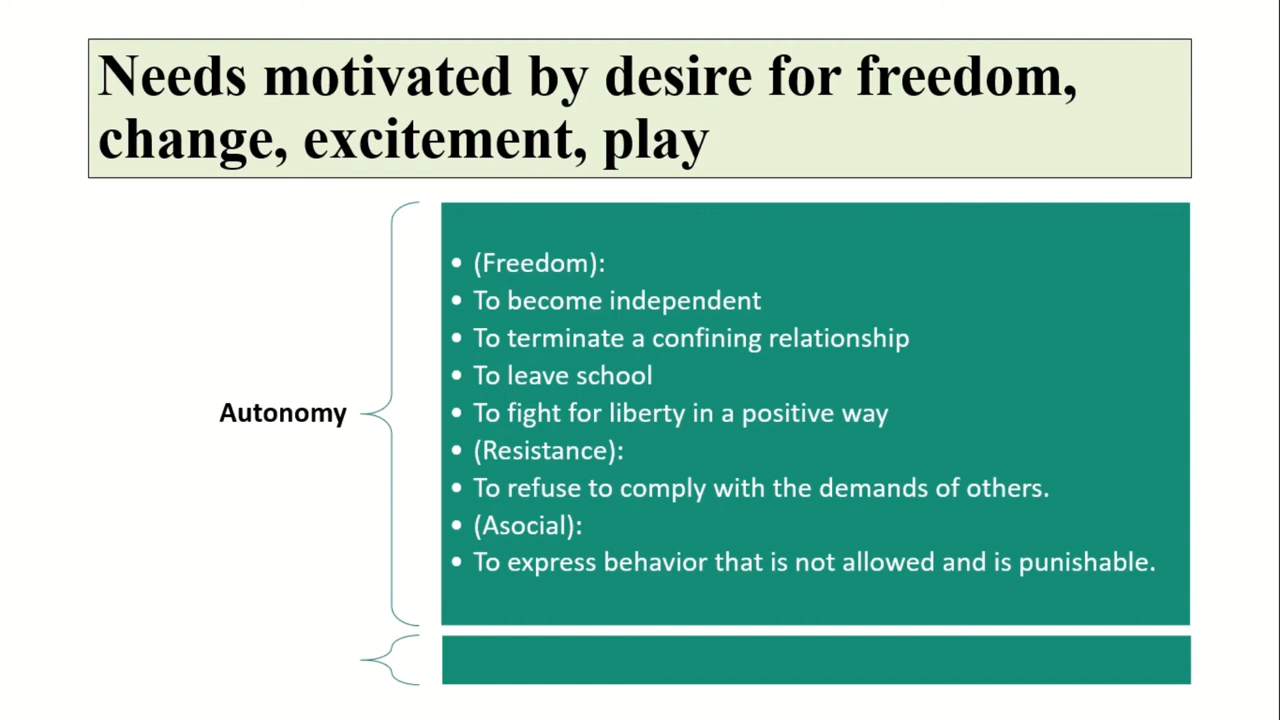 Needs motivated by desire for freedom,
change, excitement, play
Autonomy
• (Freedom):
• To become independent
• To terminate a confining relationship
• To leave school
• To fight for liberty in a positive way
• (Resistance):
• To refuse to comply with the demands of others.
• (Asocial):
• To express behavior that is not allowed and is punishable.